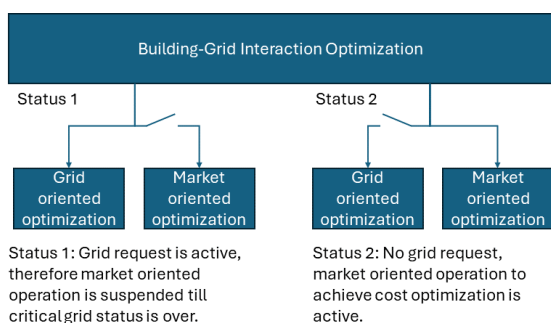 Building-Grid Interaction Optimization
Status 1
Status 2
Grid
oriented
optimization
Market
oriented
optimization
Grid
oriented
optimization
Market
oriented
optimization
Status 1: Grid request is active,
therefore market oriented
operation is suspended till
critical grid status is over.
Status 2: No grid request,
market oriented operation to
achieve cost optimization is
active.